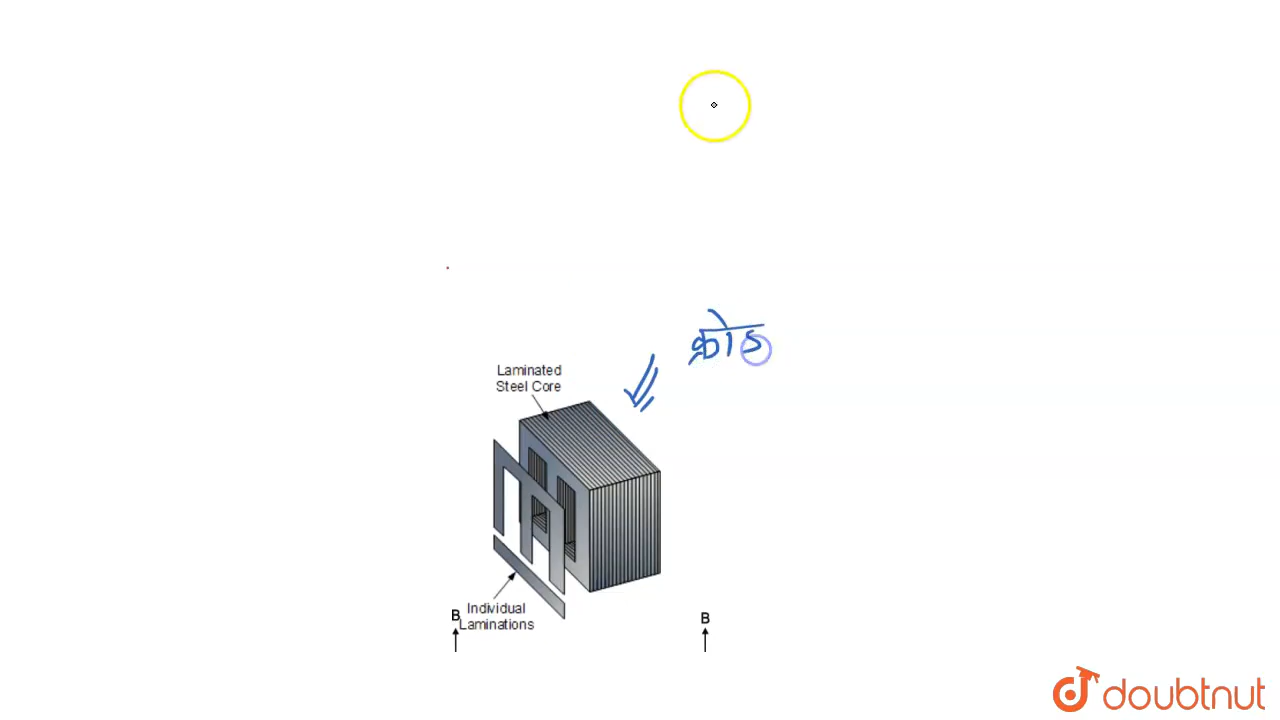 क्रोड
Laminated
Steel Core
B
Individual
Laminations
B
doubtnut